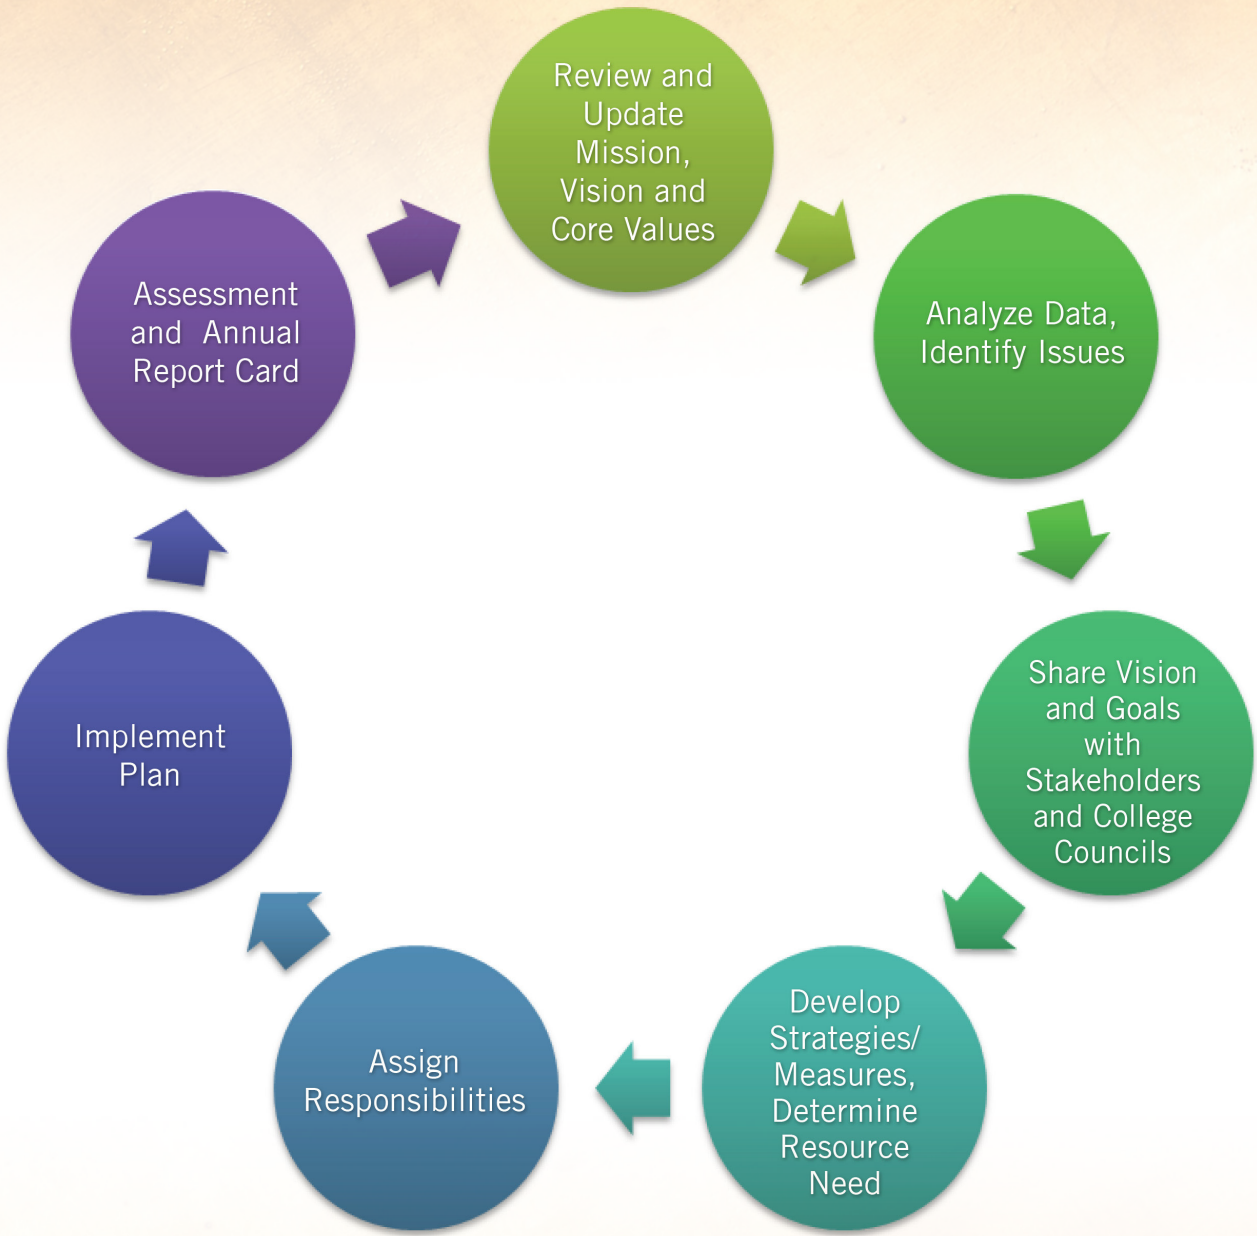 Review and
Update
Mission,
Vision and
Core Values
Analyze Data,
Identify Issues
Share Vision
and Goals
with
Stakeholders
and College
Councils
Develop
Strategies/
Measures,
Determine
Resource
Need
Assign
Responsibilities
Implement
Plan
Assessment
and Annual
Report Card